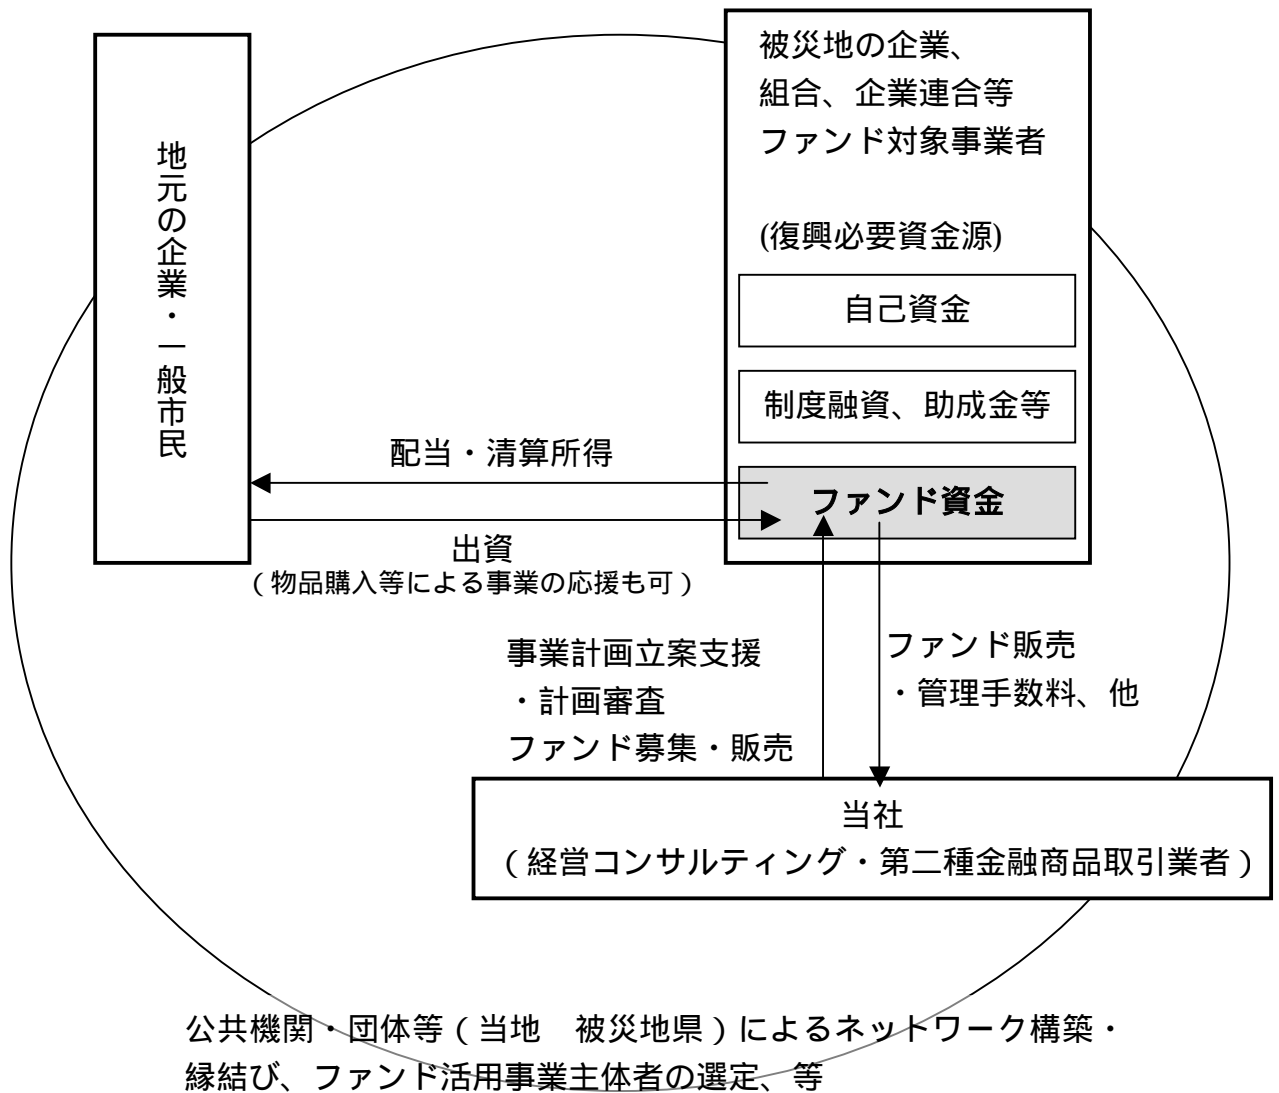 地元の企業・一般市民
被災地の企業、
組合、企業連合等
ファンド対象事業者
(復興必要資金源)
自己資金
制度融資、助成金等
ファンド資金
配当・清算所得
出資
（物品購入等による事業の応援も可）
事業計画立案支援
・計画審査
ファンド募集・販売
ファンド販売
・管理手数料、他
当社
（経営コンサルティング・第二種金融商品取引業者）
公共機関・団体等（当地　被災地県）によるネットワーク構築・
縁結び、ファンド活用事業主体者の選定、等